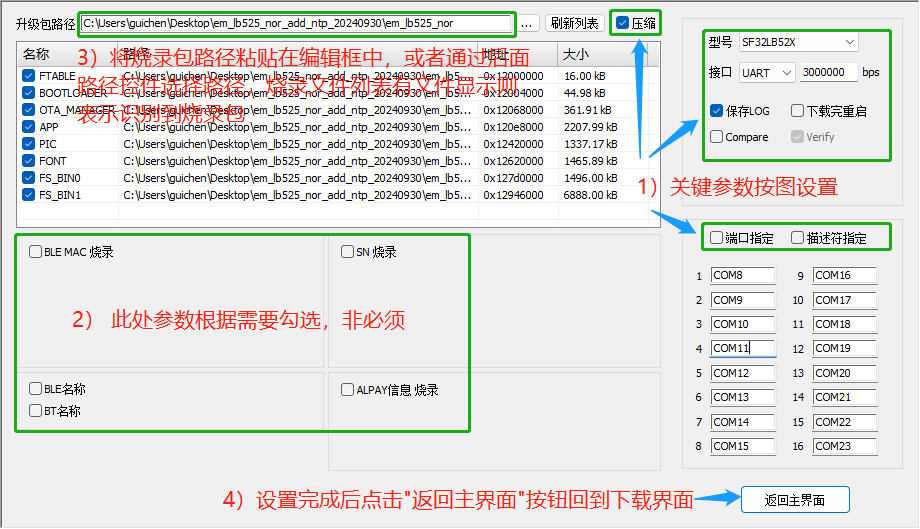 升级包路径 C:\Users\guichen\Desktop\em_lb525_nor_add_ntp_20240930\em_lb525_nor ... 刷新列表 压缩
名称 路径 地址 大小
3）将烧录包路径粘贴在编辑框中，或者通过界面
路径控件选择路径，烧录文件列表有文件显示则
表示识别到烧录包
FTABLE C:\Users\guichen\Desktop\em_lb525_nor_add_ntp_20240930\em_lb5... 0x12000000 16.00 kB
BOOTLOADER C:\Users\guichen\Desktop\em_lb525_nor_add_ntp_20240930\em_lb5... 0x12004000 44.98 kB
OTA_MANAGER C:\Users\guichen\Desktop\em_lb525_nor_add_ntp_20240930\em_lb5... 0x12068000 361.91 kB
APP C:\Users\guichen\Desktop\em_lb525_nor_add_ntp_20240930\em_lb5... 0x120e8000 2207.99 kB
PIC C:\Users\guichen\Desktop\em_lb525_nor_add_ntp_20240930\em_lb5... 0x12420000 1337.17 kB
FONT C:\Users\guichen\Desktop\em_lb525_nor_add_ntp_20240930\em_lb5... 0x12620000 1465.89 kB
FS_BIN0 C:\Users\guichen\Desktop\em_lb525_nor_add_ntp_20240930\em_lb5... 0x127d0000 1496.00 kB
FS_BIN1 C:\Users\guichen\Desktop\em_lb525_nor_add_ntp_20240930\em_lb5... 0x12946000 6888.00 kB
型号 SF32LB52X
接口 UART 3000000 bps
保存LOG 下载完重启
Compare Verify
1）关键参数按图设置
BLE MAC 烧录 SN 烧录
2） 此处参数根据需要勾选，非必须
BLE名称 ALPAY信息 烧录
BT名称
端口指定 描述符指定
1 COM8 9 COM16
2 COM9 10 COM17
3 COM10 11 COM18
4 COM11 12 COM19
5 COM12 13 COM20
6 COM13 14 COM21
7 COM14 15 COM22
8 COM15 16 COM23
4）设置完成后点击"返回主界面"按钮回到下载界面
返回主界面